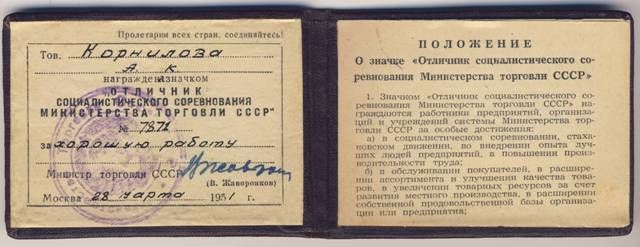 Пролетарии всех стран, соединяйтесь!
Тов. Корнилова
А К
награжден значком
"ОТЛИЧНИК
СОЦИАЛИСТИЧЕСКОГО СОРЕВНОВАНИЯ
МИНИСТЕРСТВА ТОРГОВЛИ СССР"
№
за хорошую работу
Министр торговли СССР
(В. Жаворонков)
Москва 28 марта 1951 г.
ПОЛОЖЕНИЕ
О значке «Отличник социалистического со-
ревнования Министерства торговли СССР»
1. Значком «Отличник социалистического со-
ревнования Министерства торговли СССР» на-
граждаются работники предприятий, организа-
ций и учреждений системы Министерства тор-
говли СССР за особые достижения:
а) в социалистическом соревновании, стаха-
новском движении, во внедрении опыта луч-
ших людей предприятий, в повышении произ-
водительности труда;
б) в обслуживании покупателей, в расшире-
нии ассортимента и улучшении качества това-
ров, в увеличении товарных ресурсов за счет
развития местного производства, в расширении
собственной продовольственной базы организа-
ции или предприятия;